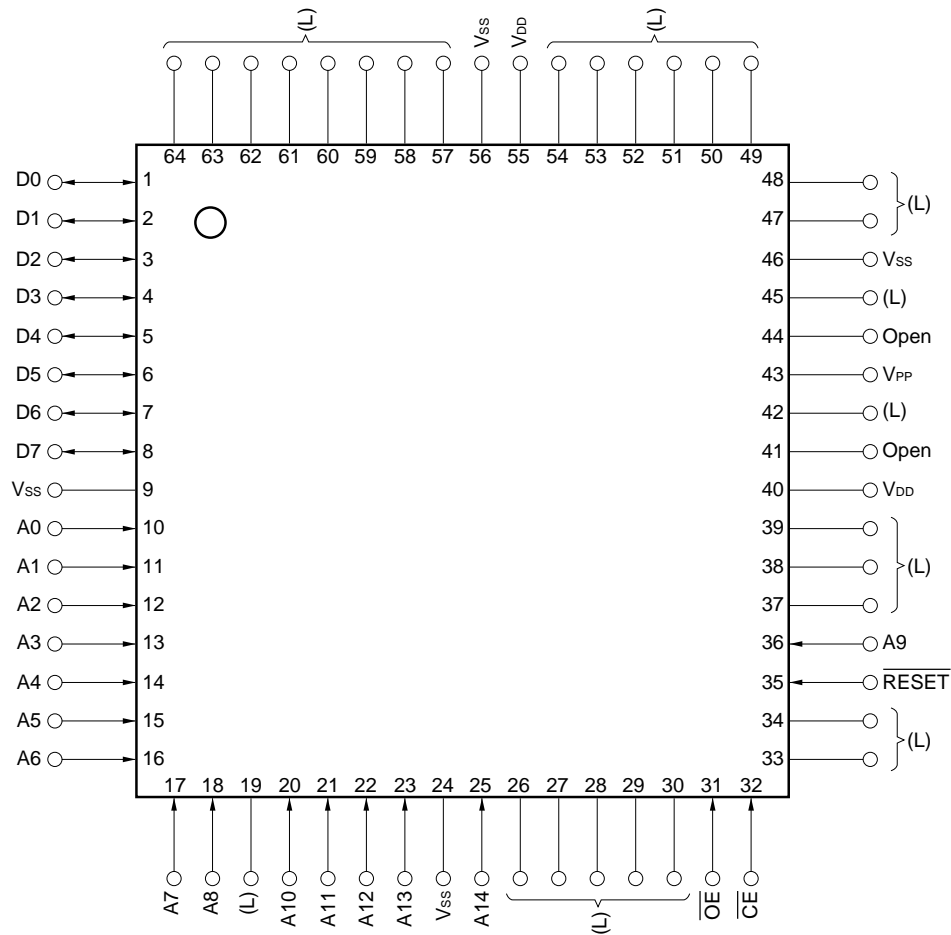 (L) VSS VDD (L)
64 63 62 61 60 59 58 57 56 55 54 53 52 51 50 49
D0 1 48
D1 2 47 (L)
D2 3 46 VSS
D3 4 45 (L)
D4 5 44 Open
D5 6 43 VPP
D6 7 42 (L)
D7 8 41 Open
VSS 9 40 VDD
A0 10 39
A1 11 38 (L)
A2 12 37
A3 13 36 A9
A4 14 35 RESET
A5 15 34
A6 16 33 (L)
17 18 19 20 21 22 23 24 25 26 27 28 29 30 31 32
A7 A8 (L) A10 A11 A12 A13 VSS A14 (L) OE CE